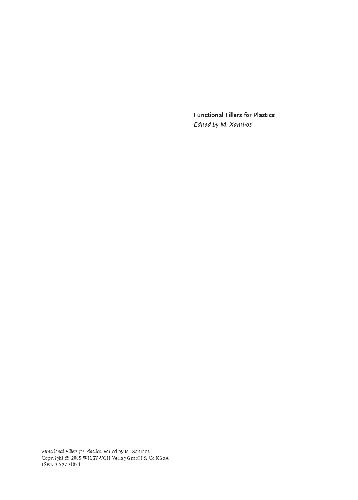 Functional Fillers for Plastics
Edited by M. Xanthos
Functional Fillers for Plastics. Edited by M. Xanthos
Copyright © 2005 WILEY-VCH Verlag GmbH & Co KGaA
ISBN